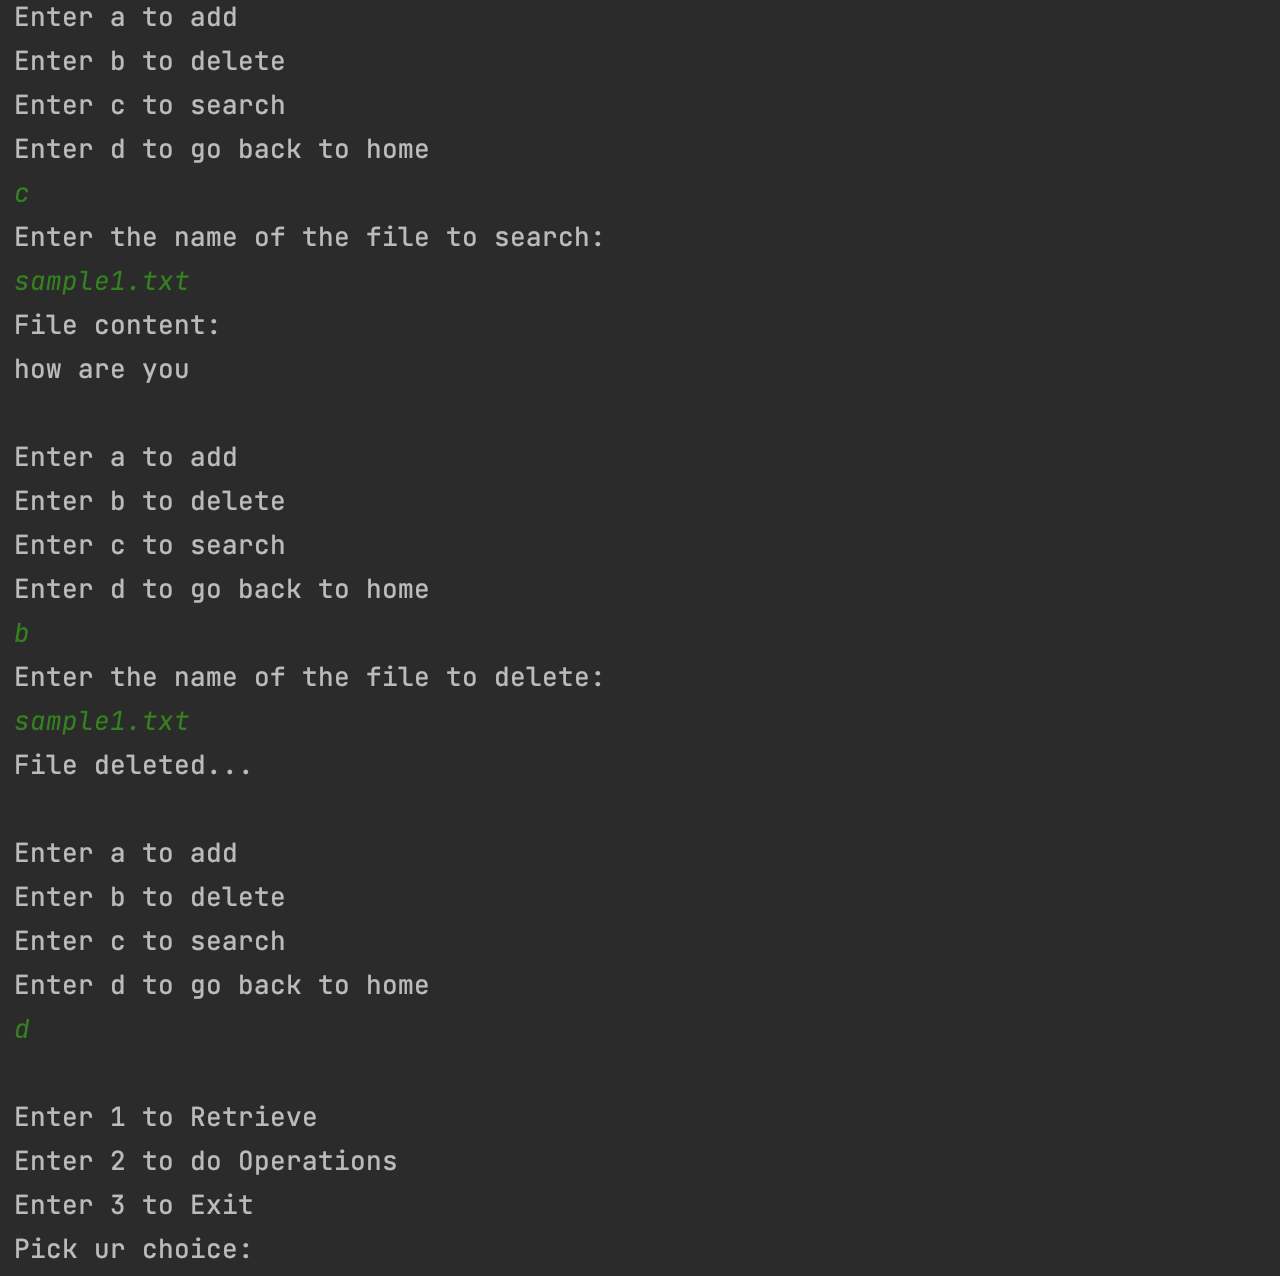 Enter a to add
Enter b to delete
Enter c to search
Enter d to go back to home
c
Enter the name of the file to search:
sample1.txt
File content:
how are you
Enter a to add
Enter b to delete
Enter c to search
Enter d to go back to home
b
Enter the name of the file to delete:
sample1.txt
File deleted...
Enter a to add
Enter b to delete
Enter c to search
Enter d to go back to home
d
Enter 1 to Retrieve
Enter 2 to do Operations
Enter 3 to Exit
Pick ur choice: